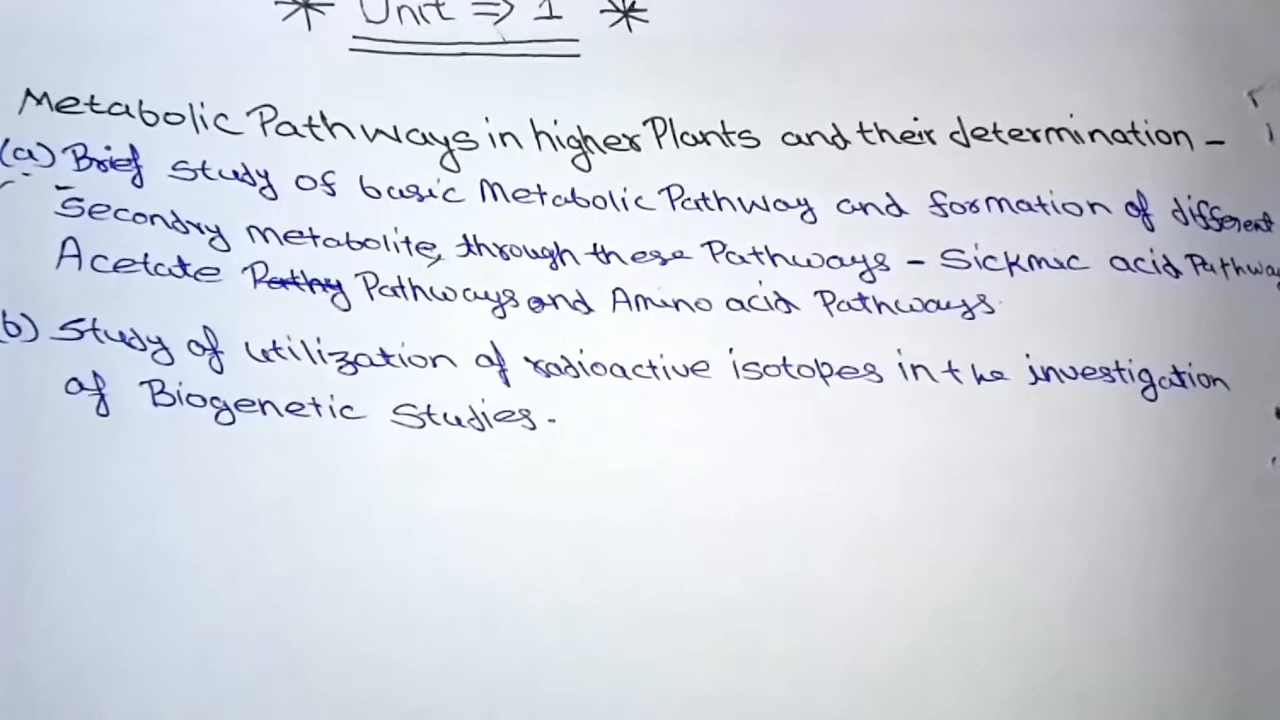 * Unit => 1 *
Metabolic Pathways in higher Plants and their determination -
(a) Brief Study of basic Metabolic Pathway and formation of different
Secondry metabolite, through these Pathways - Sickmic acid Pathway
Acetate Pathy Pathways and Amino acid Pathways.
(b) Study of utilization of radioactive isotopes in the investigation
of Biogenetic Studies.